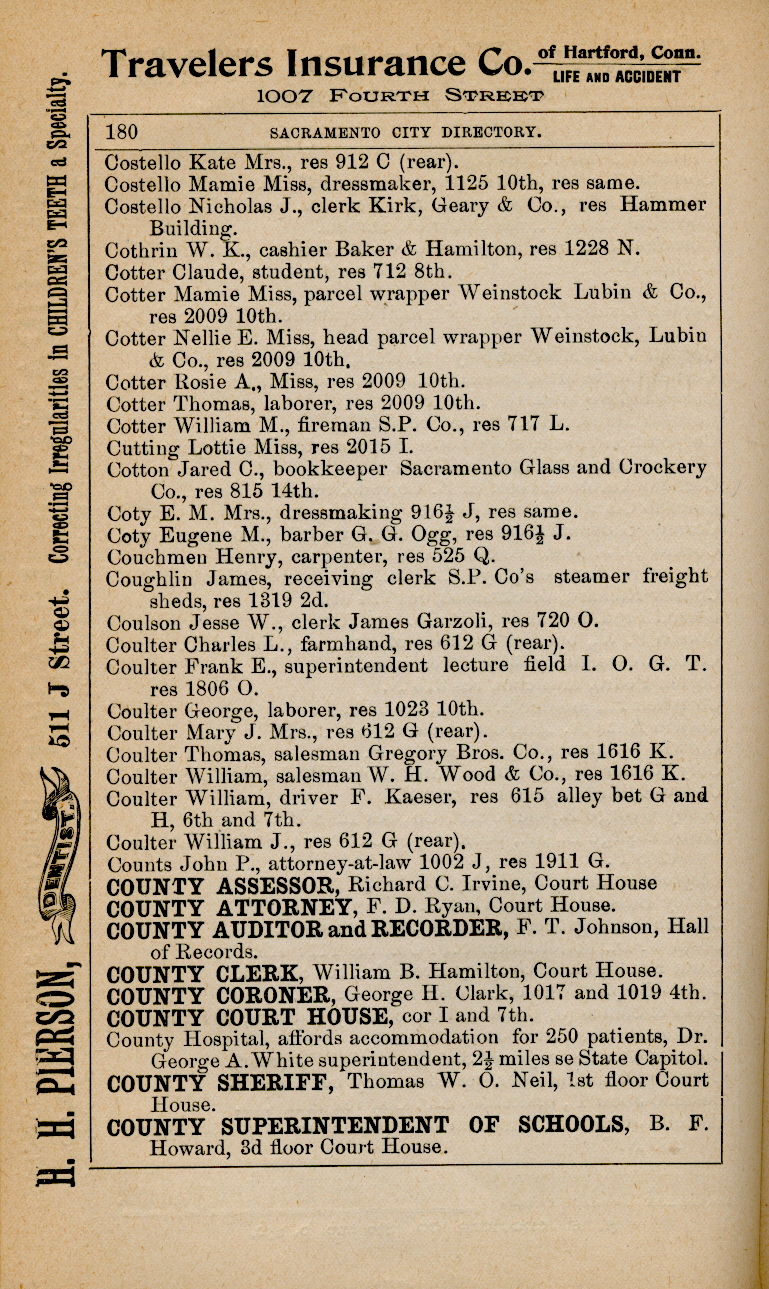 Travelers Insurance Co. of Hartford, Conn.
LIFE AND ACCIDENT
1007 FOURTH STREET
180 SACRAMENTO CITY DIRECTORY.
Costello Kate Mrs., res 912 C (rear).
Costello Mamie Miss, dressmaker, 1125 10th, res same.
Costello Nicholas J., clerk Kirk, Geary & Co., res Hammer
Building.
Cothrin W. K., cashier Baker & Hamilton, res 1228 N.
Cotter Claude, student, res 712 8th.
Cotter Mamie Miss, parcel wrapper Weinstock Lubin & Co.,
res 2009 10th.
Cotter Nellie E. Miss, head parcel wrapper Weinstock, Lubin
& Co., res 2009 10th.
Cotter Rosie A., Miss, res 2009 10th.
Cotter Thomas, laborer, res 2009 10th.
Cotter William M., fireman S.P. Co., res 717 L.
Cutting Lottie Miss, res 2015 I.
Cotton Jared C., bookkeeper Sacramento Glass and Crockery
Co., res 815 14th.
Coty E. M. Mrs., dressmaking 916½ J, res same.
Coty Eugene M., barber G. G. Ogg, res 916½ J.
Couchmen Henry, carpenter, res 525 Q.
Coughlin James, receiving clerk S.P. Co's steamer freight
sheds, res 1319 2d.
Coulson Jesse W., clerk James Garzoli, res 720 O.
Coulter Charles L., farmhand, res 612 G (rear).
Coulter Frank E., superintendent lecture field I. O. G. T.
res 1806 O.
Coulter George, laborer, res 1023 10th.
Coulter Mary J. Mrs., res 612 G (rear).
Coulter Thomas, salesman Gregory Bros. Co., res 1616 K.
Coulter William, salesman W. H. Wood & Co., res 1616 K.
Coulter William, driver F. Kaeser, res 615 alley bet G and
H, 6th and 7th.
Coulter William J., res 612 G (rear).
Counts John P., attorney-at-law 1002 J, res 1911 G.
COUNTY ASSESSOR, Richard C. Irvine, Court House
COUNTY ATTORNEY, F. D. Ryan, Court House.
COUNTY AUDITOR and RECORDER, F. T. Johnson, Hall
of Records.
COUNTY CLERK, William B. Hamilton, Court House.
COUNTY CORONER, George H. Clark, 1017 and 1019 4th.
COUNTY COURT HOUSE, cor I and 7th.
County Hospital, affords accommodation for 250 patients, Dr.
George A. White superintendent, 2½ miles se State Capitol.
COUNTY SHERIFF, Thomas W. O. Neil, 1st floor Court
House.
COUNTY SUPERINTENDENT OF SCHOOLS, B. F.
Howard, 3d floor Court House.
H. H. PIERSON, DENTIST. 511 J Street. Correcting Irregularities in CHILDREN'S TEETH a Specialty.